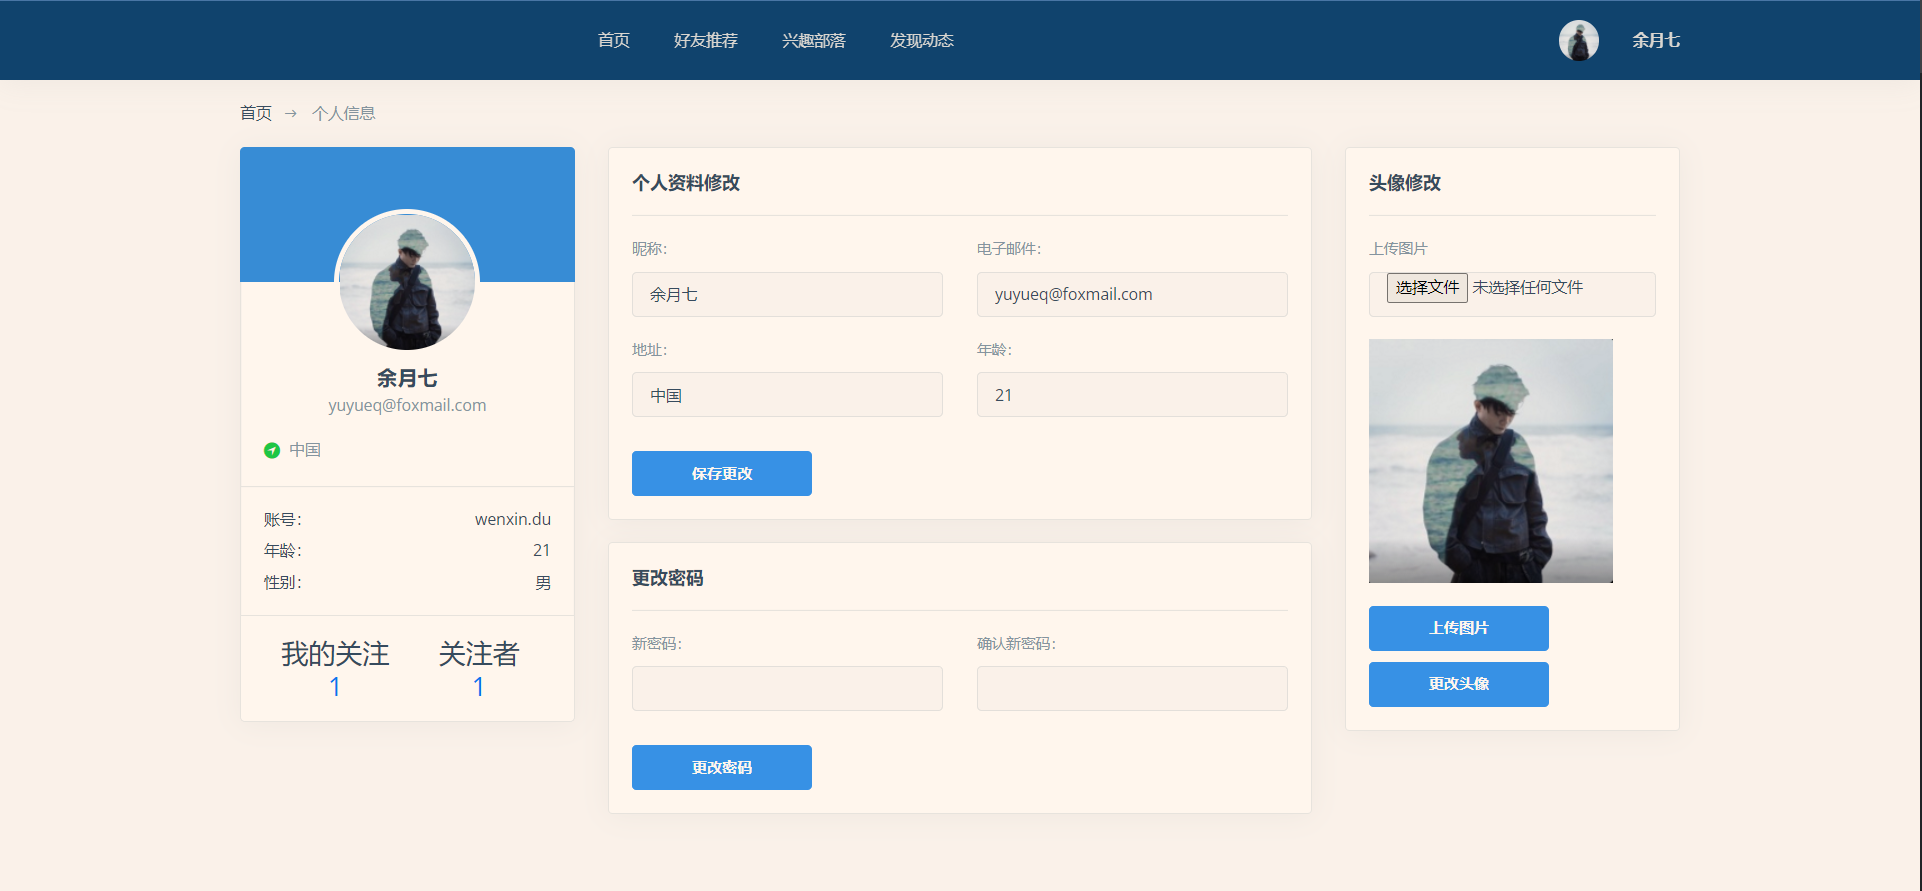 首页 好友推荐 兴趣部落 发现动态 余月七
首页 → 个人信息
余月七
yuyueq@foxmail.com
中国
账号： wenxin.du
年龄： 21
性别： 男
我的关注 关注者
1 1
个人资料修改
昵称： 电子邮件：
余月七 yuyueq@foxmail.com
地址： 年龄：
中国 21
保存更改
更改密码
新密码： 确认新密码：
更改密码
头像修改
上传图片
选择文件 未选择任何文件
上传图片
更改头像